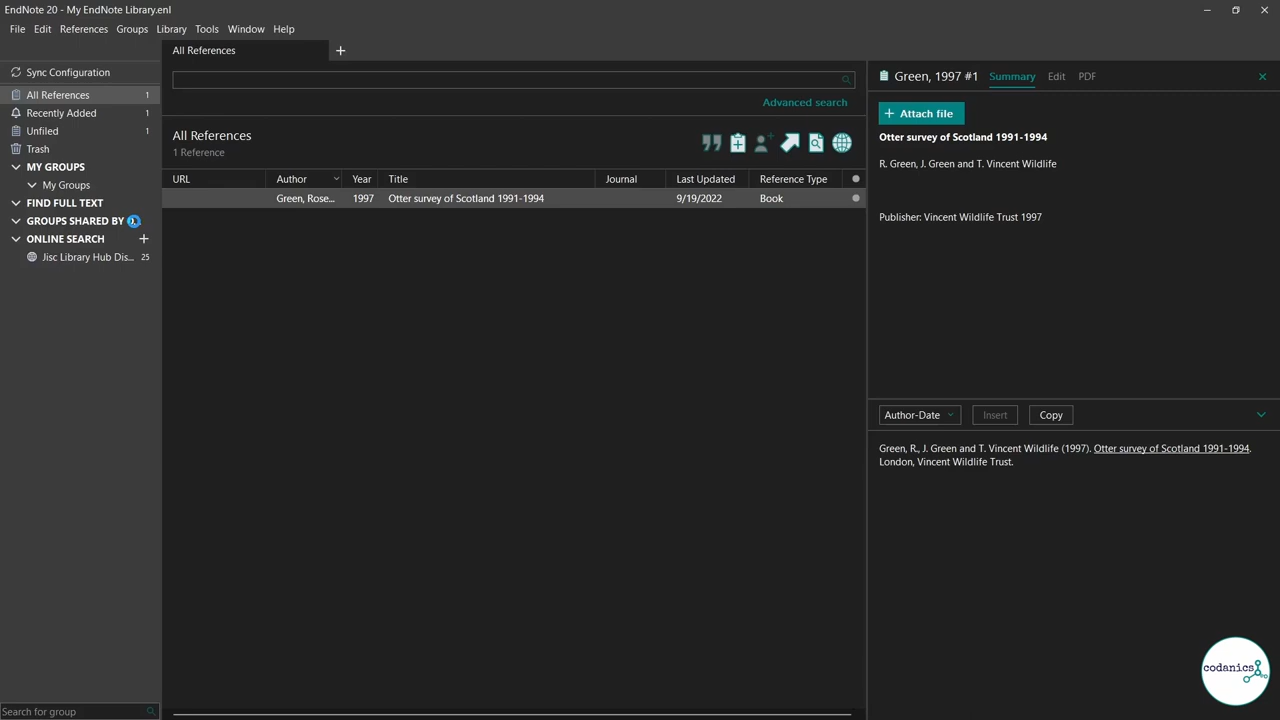 EndNote 20 - My EndNote Library.enl
File Edit References Groups Library Tools Window Help
All References
Sync Configuration
All References 1
Recently Added 1
Unfiled 1
Trash
MY GROUPS
My Groups
FIND FULL TEXT
GROUPS SHARED BY
ONLINE SEARCH +
Jisc Library Hub Dis... 25
Search for group
Advanced search
All References
1 Reference
URL Author Year Title Journal Last Updated Reference Type
Green, Rose... 1997 Otter survey of Scotland 1991-1994 9/19/2022 Book
Green, 1997 #1 Summary Edit PDF
+ Attach file
Otter survey of Scotland 1991-1994
R. Green, J. Green and T. Vincent Wildlife
Publisher: Vincent Wildlife Trust 1997
Author-Date Insert Copy
Green, R., J. Green and T. Vincent Wildlife (1997). Otter survey of Scotland 1991-1994.
London, Vincent Wildlife Trust.
codanics